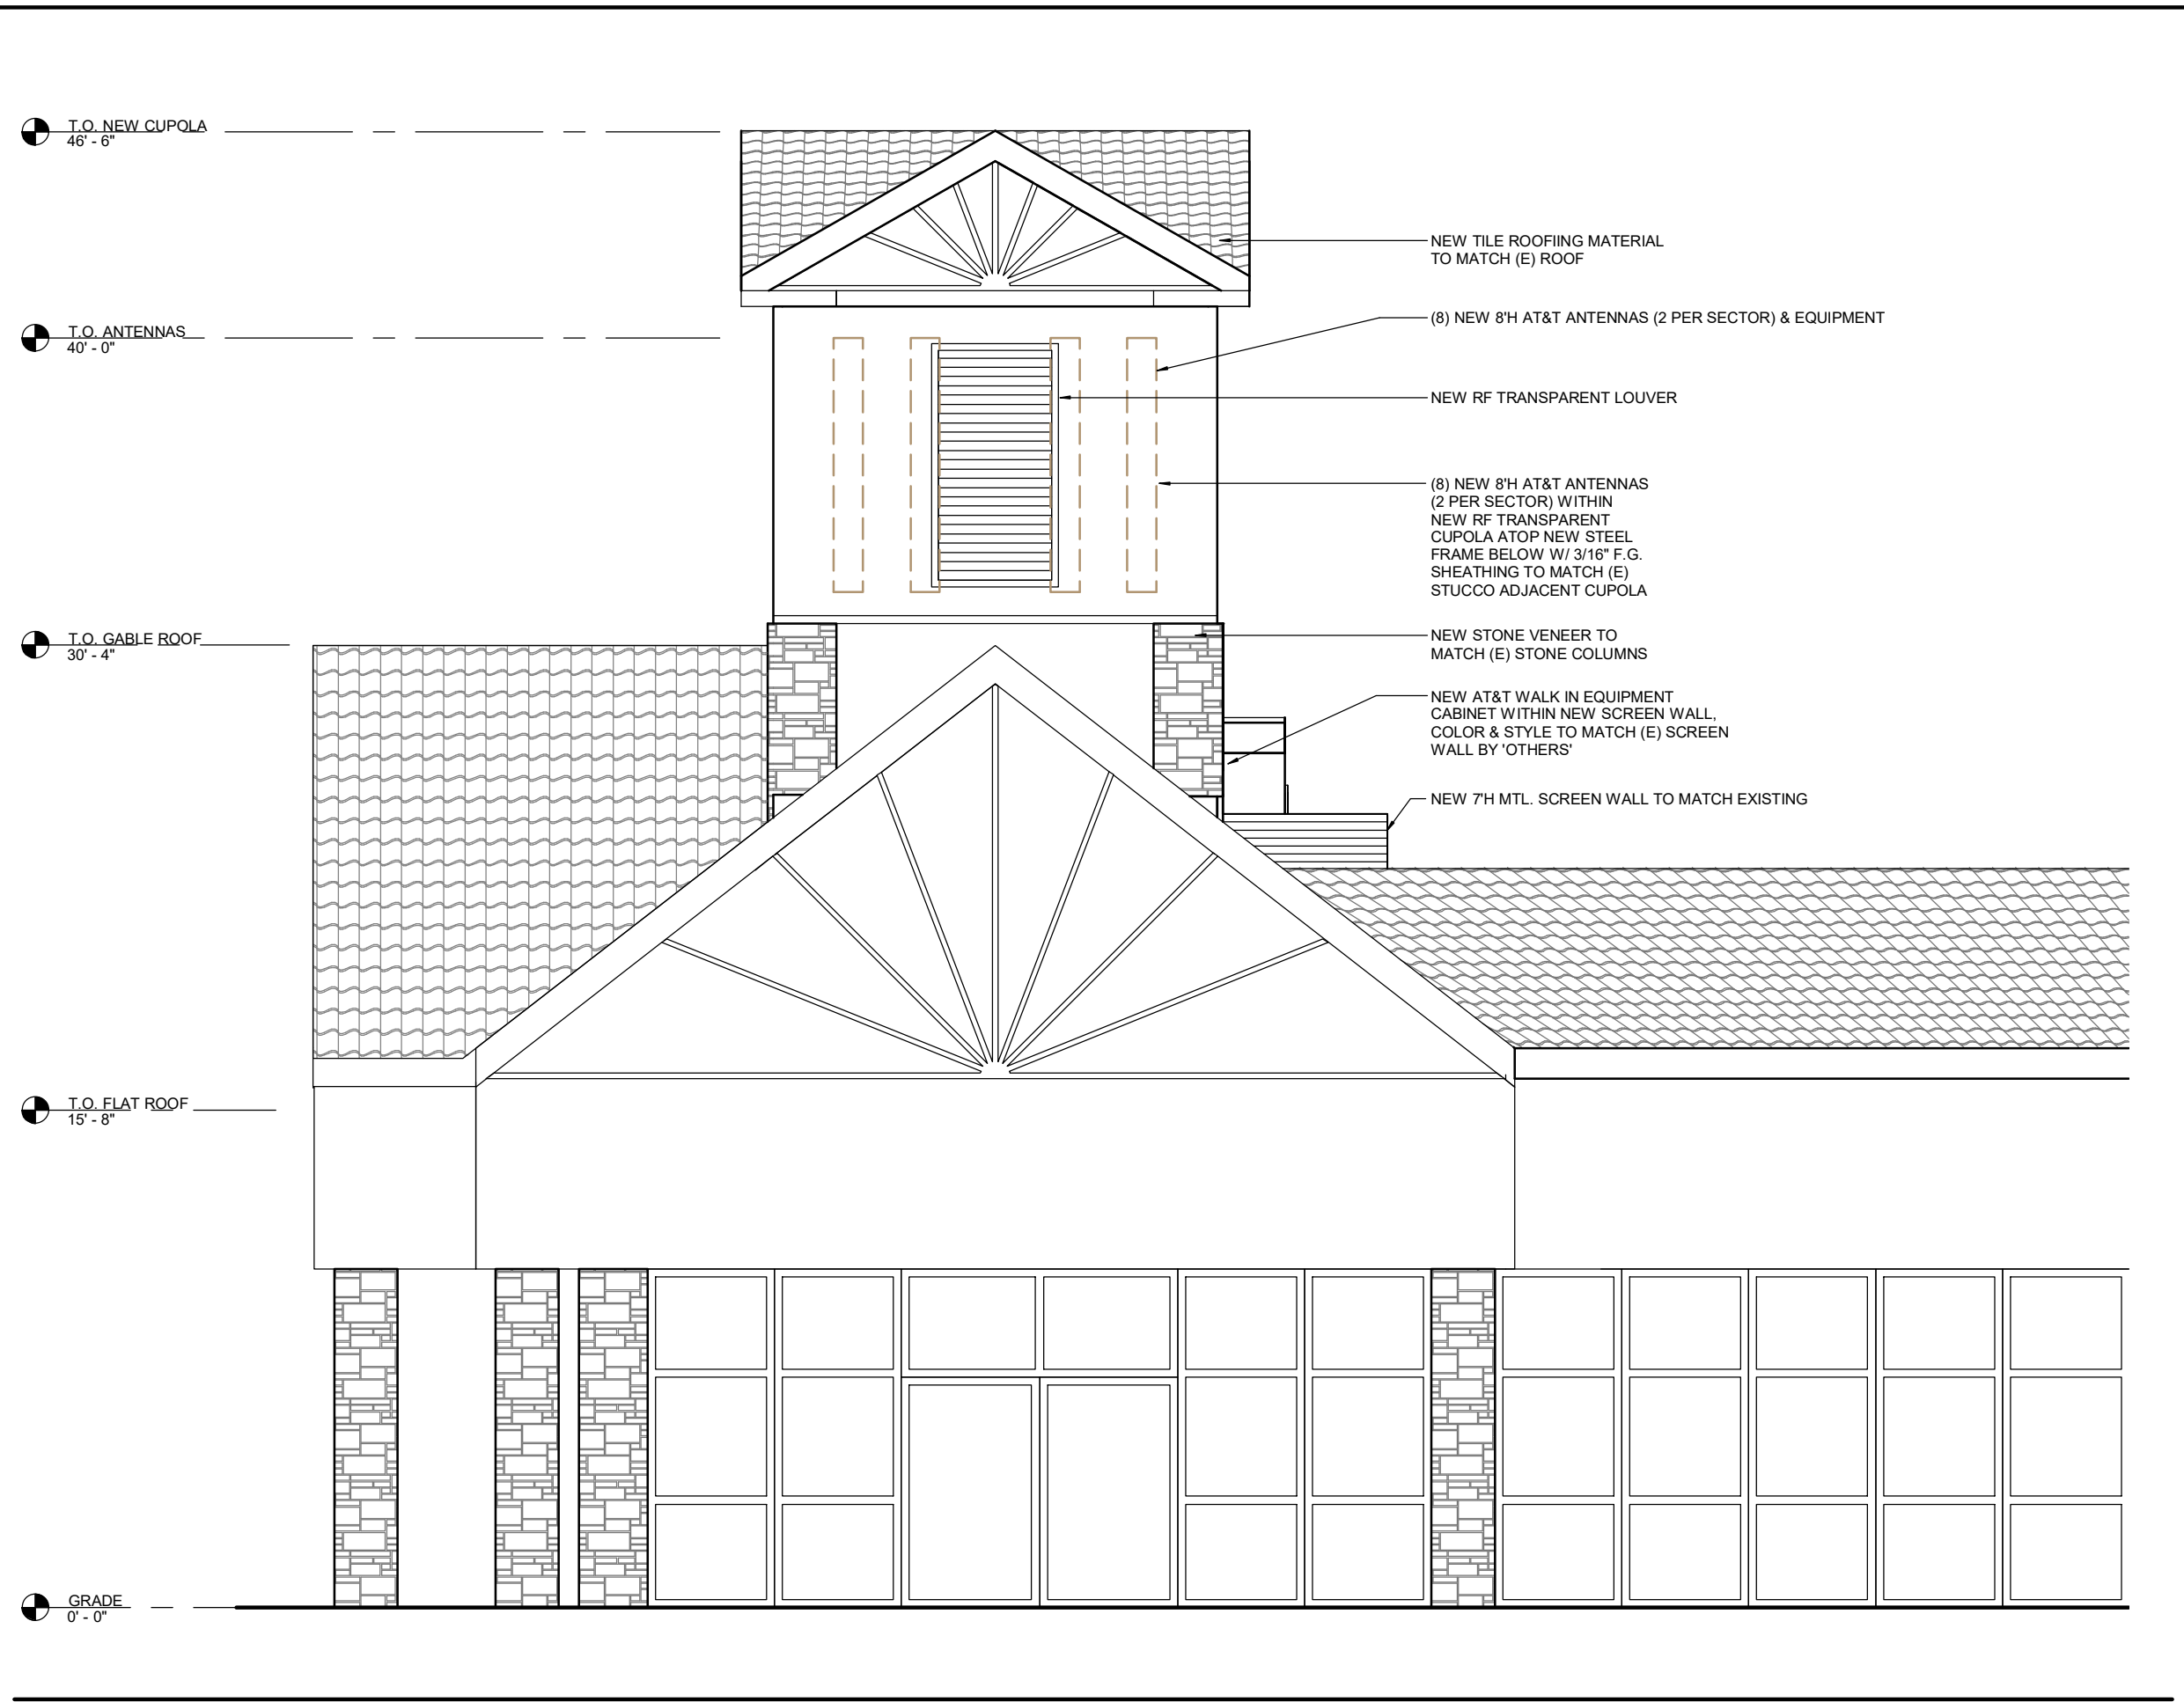 T.O. NEW CUPOLA
46' - 6"
NEW TILE ROOFIING MATERIAL
TO MATCH (E) ROOF
(8) NEW 8'H AT&T ANTENNAS (2 PER SECTOR) & EQUIPMENT
T.O. ANTENNAS
40' - 0"
NEW RF TRANSPARENT LOUVER
(8) NEW 8'H AT&T ANTENNAS
(2 PER SECTOR) WITHIN
NEW RF TRANSPARENT
CUPOLA ATOP NEW STEEL
FRAME BELOW W/ 3/16" F.G.
SHEATHING TO MATCH (E)
STUCCO ADJACENT CUPOLA
T.O. GABLE ROOF
30' - 4"
NEW STONE VENEER TO
MATCH (E) STONE COLUMNS
NEW AT&T WALK IN EQUIPMENT
CABINET WITHIN NEW SCREEN WALL,
COLOR & STYLE TO MATCH (E) SCREEN
WALL BY 'OTHERS'
NEW 7'H MTL. SCREEN WALL TO MATCH EXISTING
T.O. FLAT ROOF
15' - 8"
GRADE
0' - 0"